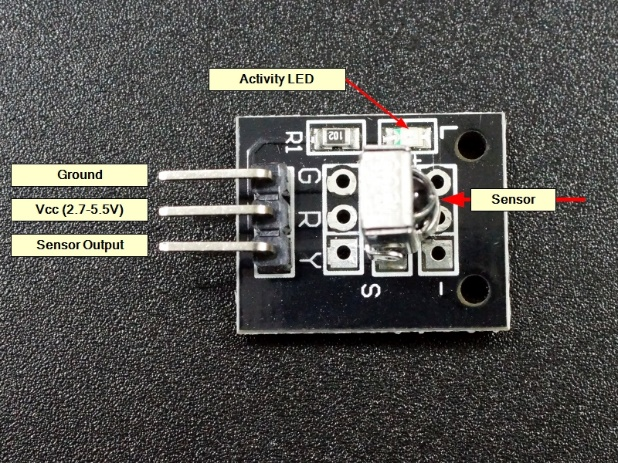 Activity LED
R1
102
L
Ground
G
Vcc (2.7-5.5V)
R
Sensor
Sensor Output
Y
S
-